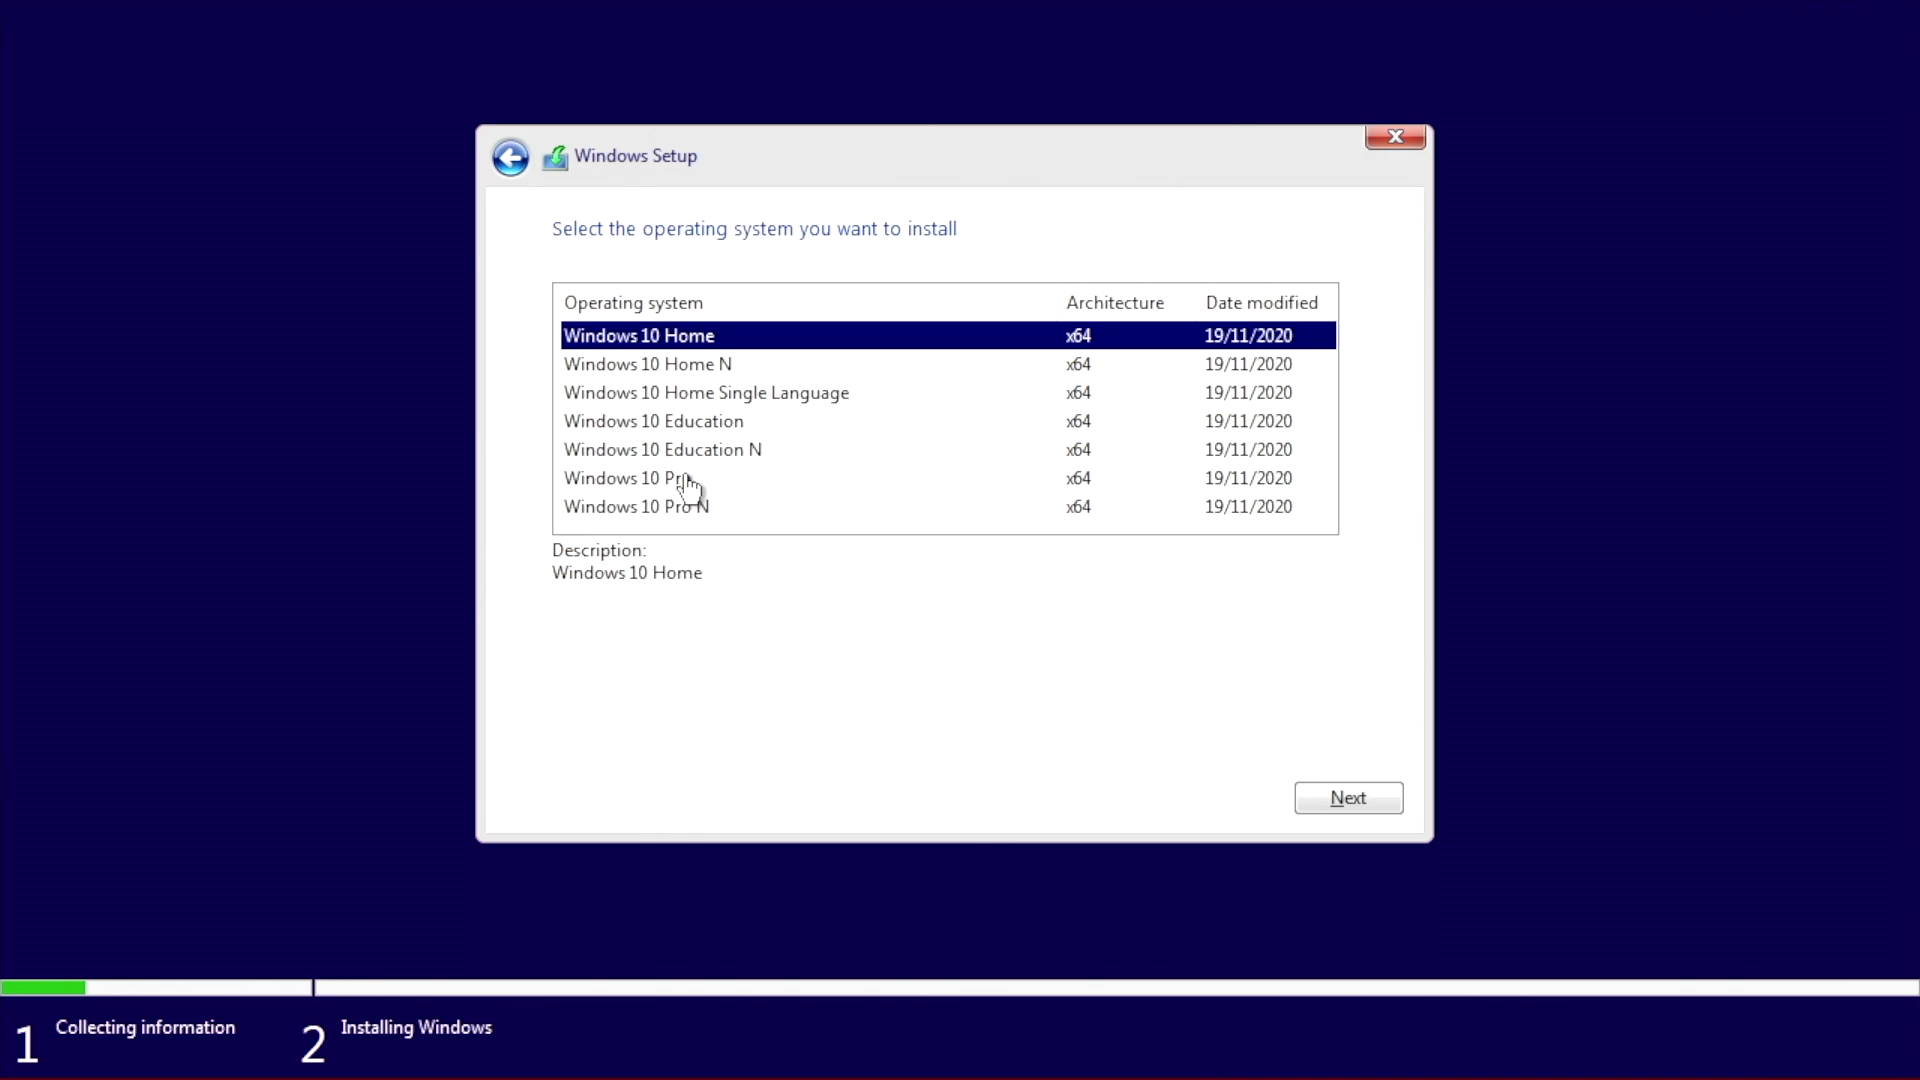 Windows Setup
Select the operating system you want to install
Operating system Architecture Date modified
Windows 10 Home x64 19/11/2020
Windows 10 Home N x64 19/11/2020
Windows 10 Home Single Language x64 19/11/2020
Windows 10 Education x64 19/11/2020
Windows 10 Education N x64 19/11/2020
Windows 10 Pro x64 19/11/2020
Windows 10 Pro N x64 19/11/2020
Description:
Windows 10 Home
Next
1 Collecting information 2 Installing Windows